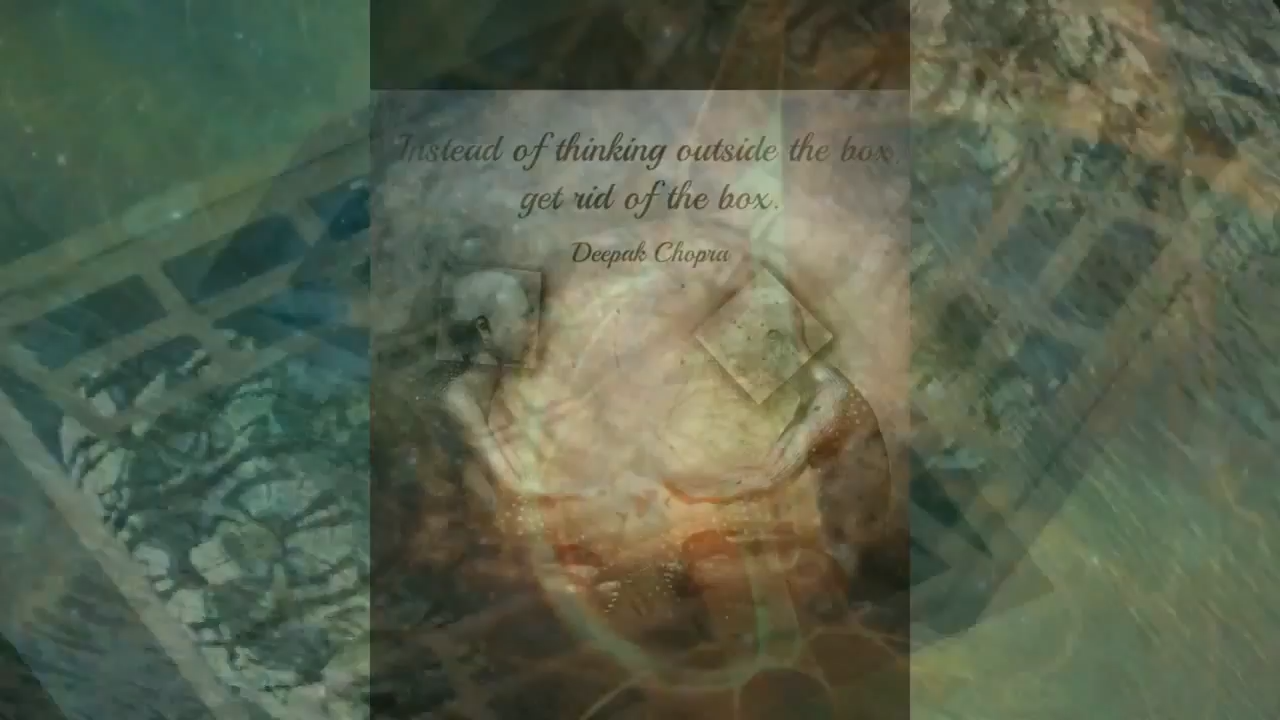 Instead of thinking outside the box,
get rid of the box.
Deepak Chopra